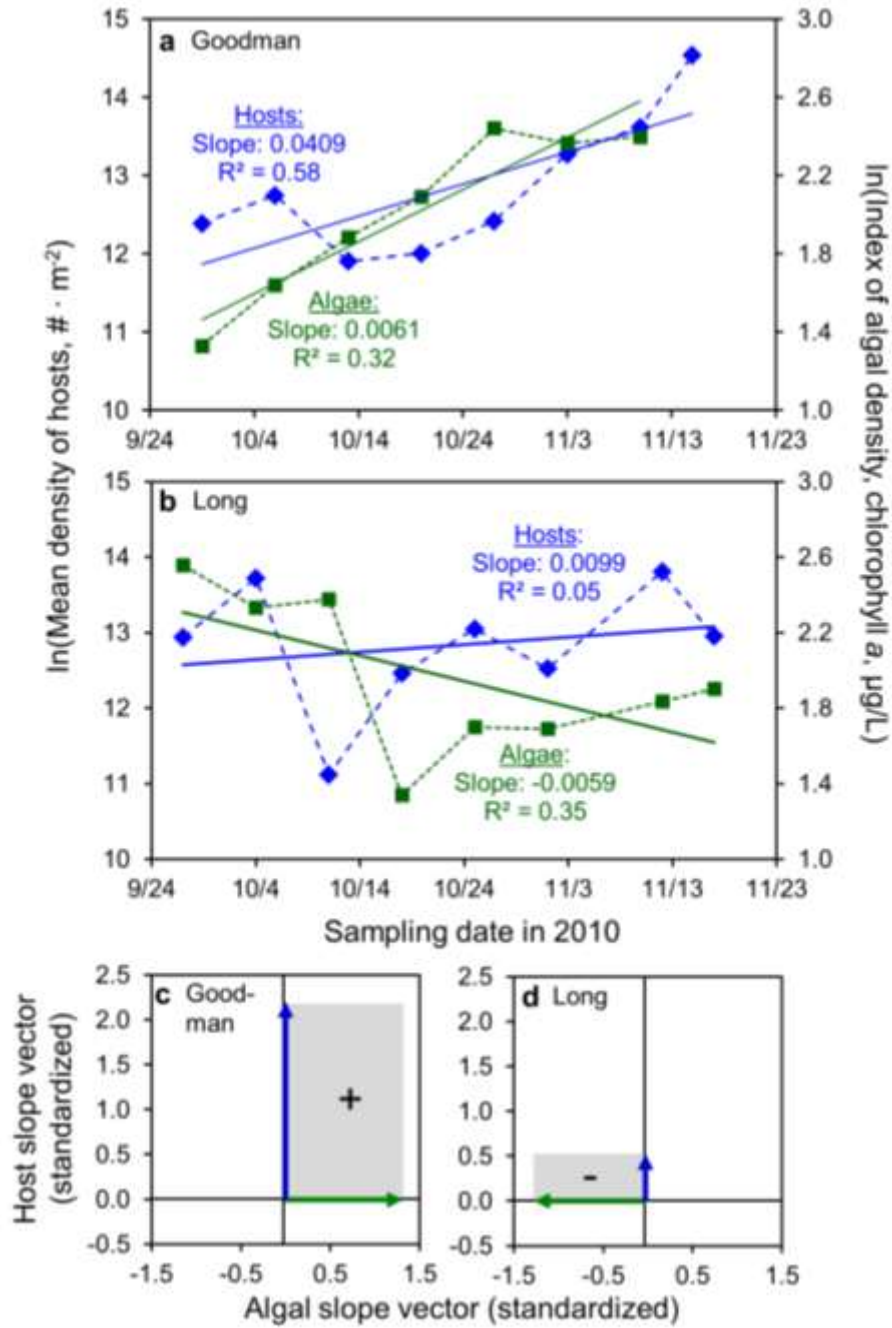 a Goodman
Hosts:
Slope: 0.0409
R² = 0.58
Algae:
Slope: 0.0061
R² = 0.32
15
14
13
12
11
10
3.0
2.6
2.2
1.8
1.4
1.0
9/24 10/4 10/14 10/24 11/3 11/13 11/23
ln(Mean density of hosts, # · m-2)
ln(Index of algal density, chlorophyll a, µg/L)
b Long
Hosts:
Slope: 0.0099
R² = 0.05
Algae:
Slope: -0.0059
R² = 0.35
15
14
13
12
11
10
3.0
2.6
2.2
1.8
1.4
1.0
9/24 10/4 10/14 10/24 11/3 11/13 11/23
Sampling date in 2010
c Good-
man
+
2.5
2.0
1.5
1.0
0.5
0.0
-0.5
-1.5 -0.5 0.5 1.5
Host slope vector
(standardized)
d Long
-
2.5
2.0
1.5
1.0
0.5
0.0
-0.5
-1.5 -0.5 0.5 1.5
Algal slope vector (standardized)